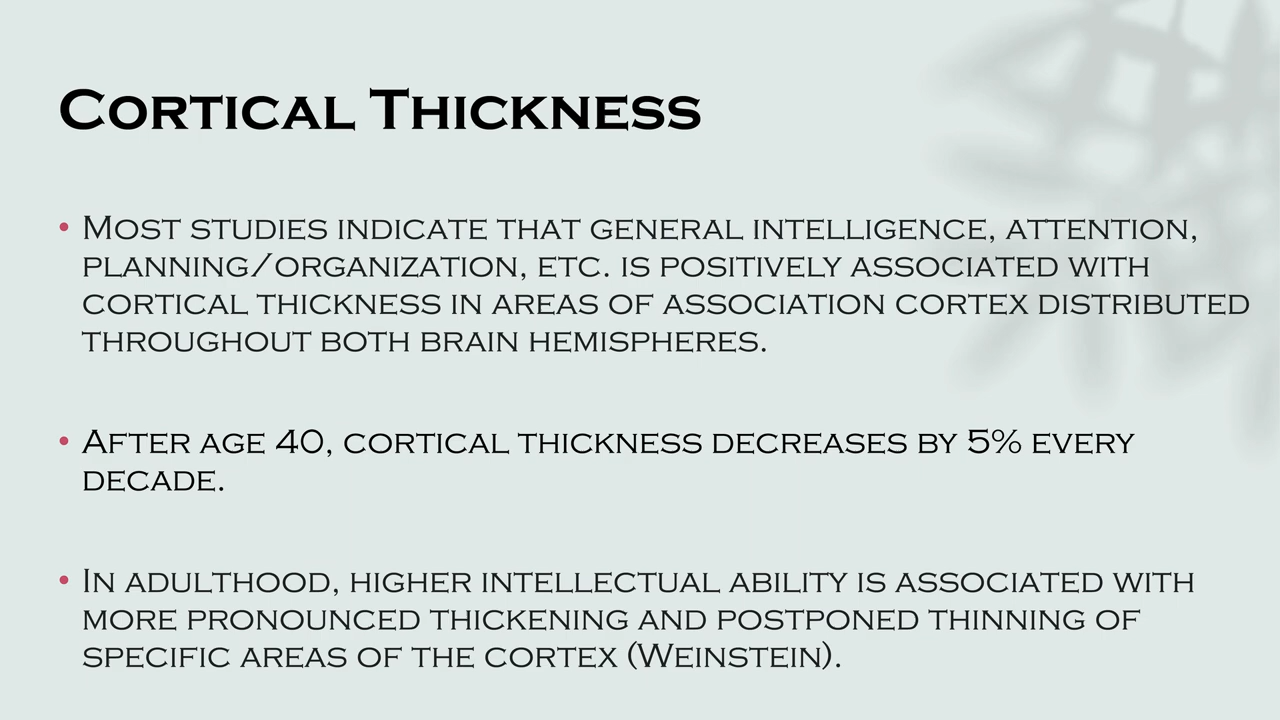 Cortical Thickness
• Most studies indicate that general intelligence, attention,
planning/organization, etc. is positively associated with
cortical thickness in areas of association cortex distributed
throughout both brain hemispheres.
• After age 40, cortical thickness decreases by 5% every
decade.
• In adulthood, higher intellectual ability is associated with
more pronounced thickening and postponed thinning of
specific areas of the cortex (Weinstein).